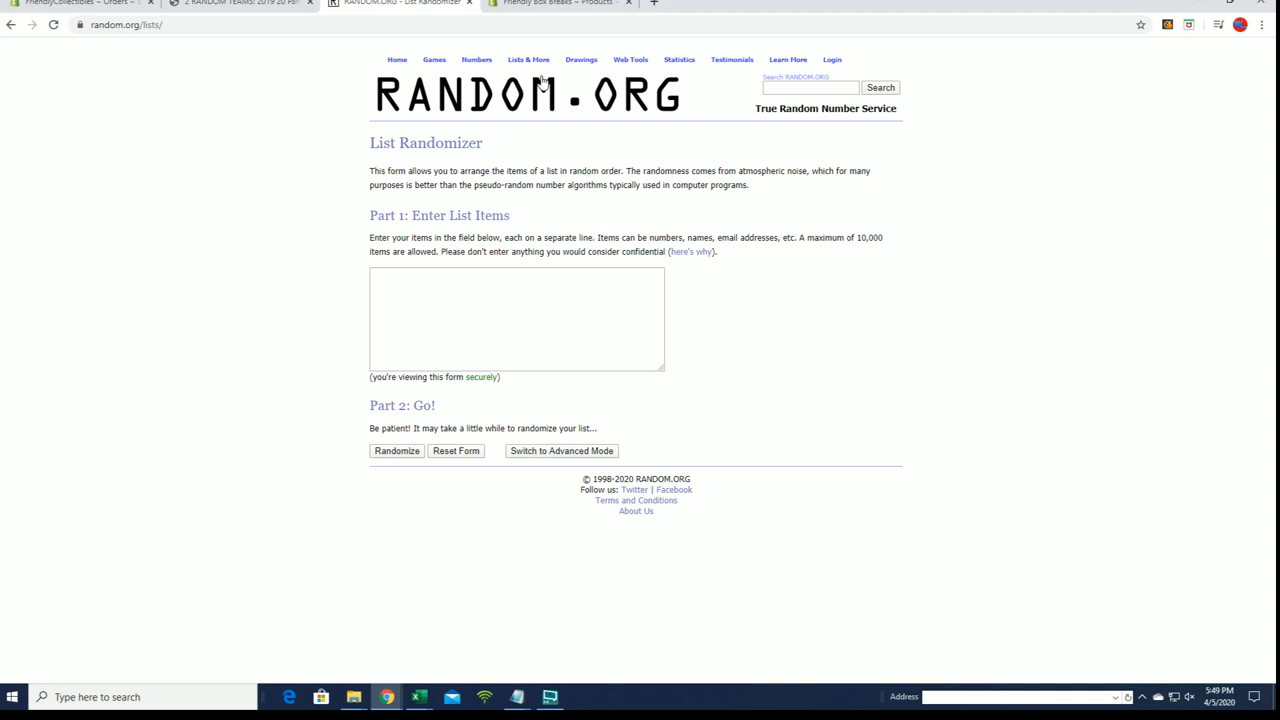 FriendlyCollectibles ~ Orders ~ S
2 RANDOM TEAMS: 2019 20 Pan
RANDOM.ORG - List Randomizer
Friendly Box Breaks ~ Products ~
random.org/lists/
Home Games Numbers Lists & More Drawings Web Tools Statistics Testimonials Learn More Login
RANDOM.ORG
Search RANDOM.ORG
Search
True Random Number Service
List Randomizer
This form allows you to arrange the items of a list in random order. The randomness comes from atmospheric noise, which for many
purposes is better than the pseudo-random number algorithms typically used in computer programs.
Part 1: Enter List Items
Enter your items in the field below, each on a separate line. Items can be numbers, names, email addresses, etc. A maximum of 10,000
items are allowed. Please don't enter anything you would consider confidential (here's why).
(you're viewing this form securely)
Part 2: Go!
Be patient! It may take a little while to randomize your list...
Randomize Reset Form Switch to Advanced Mode
© 1998-2020 RANDOM.ORG
Follow us: Twitter | Facebook
Terms and Conditions
About Us
Type here to search
Address
5:49 PM
4/5/2020